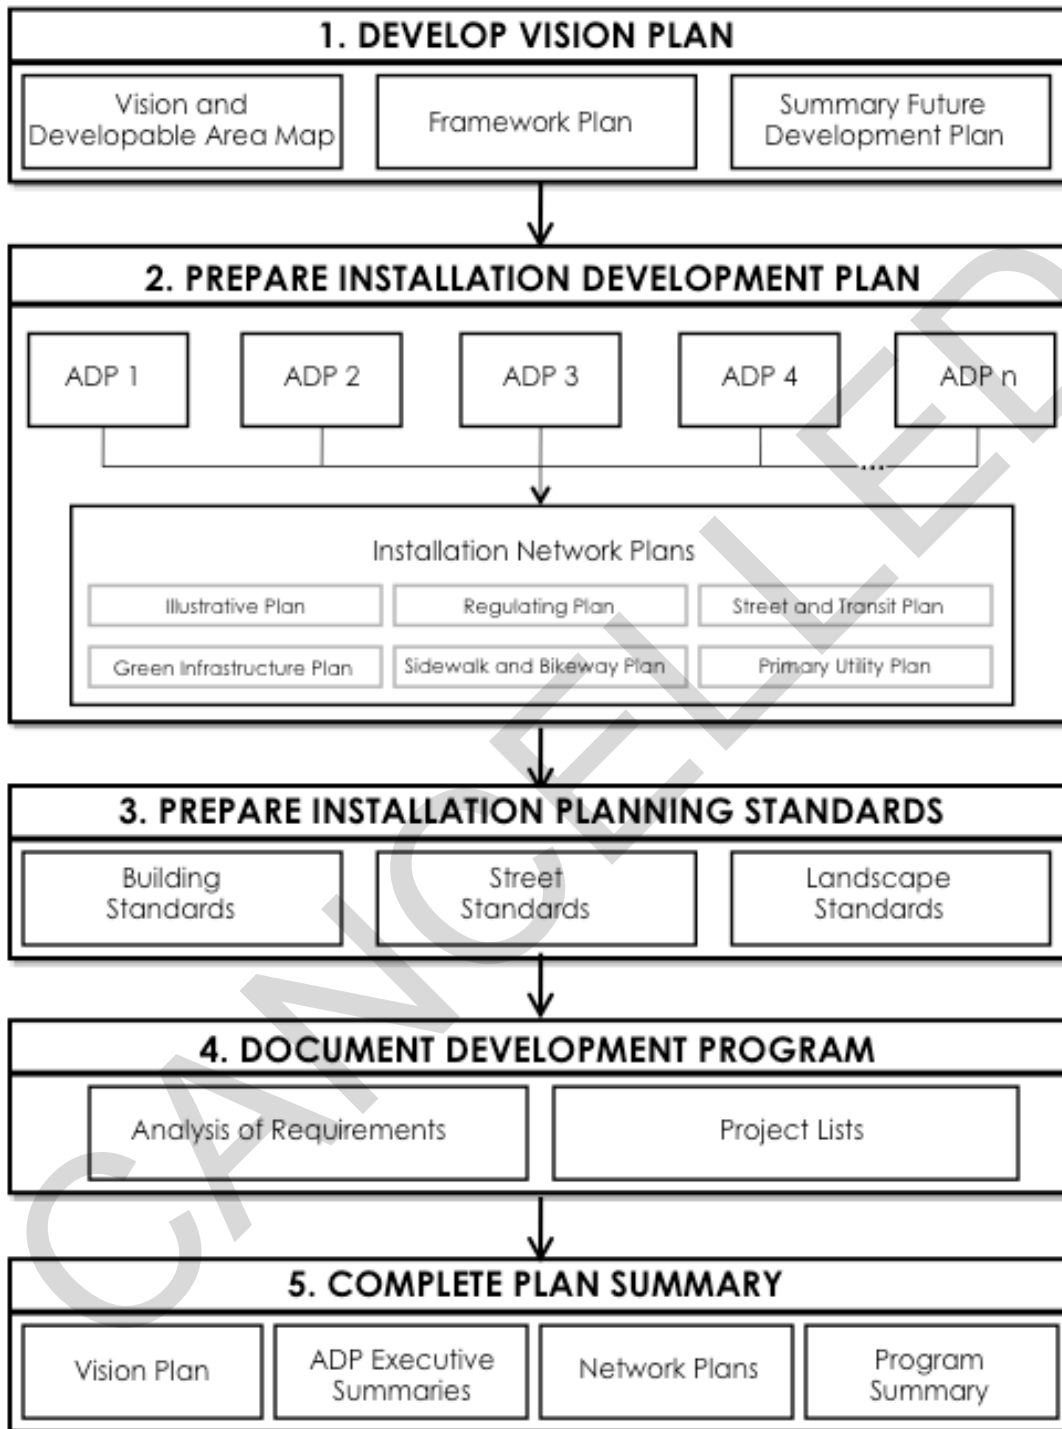 1. DEVELOP VISION PLAN
Vision and
Developable Area Map
Framework Plan
Summary Future
Development Plan
2. PREPARE INSTALLATION DEVELOPMENT PLAN
ADP 1
ADP 2
ADP 3
ADP 4
ADP n
...
Installation Network Plans
Illustrative Plan
Regulating Plan
Street and Transit Plan
Green Infrastructure Plan
Sidewalk and Bikeway Plan
Primary Utility Plan
3. PREPARE INSTALLATION PLANNING STANDARDS
Building
Standards
Street
Standards
Landscape
Standards
4. DOCUMENT DEVELOPMENT PROGRAM
Analysis of Requirements
Project Lists
5. COMPLETE PLAN SUMMARY
Vision Plan
ADP Executive
Summaries
Network Plans
Program
Summary
CANCELLED